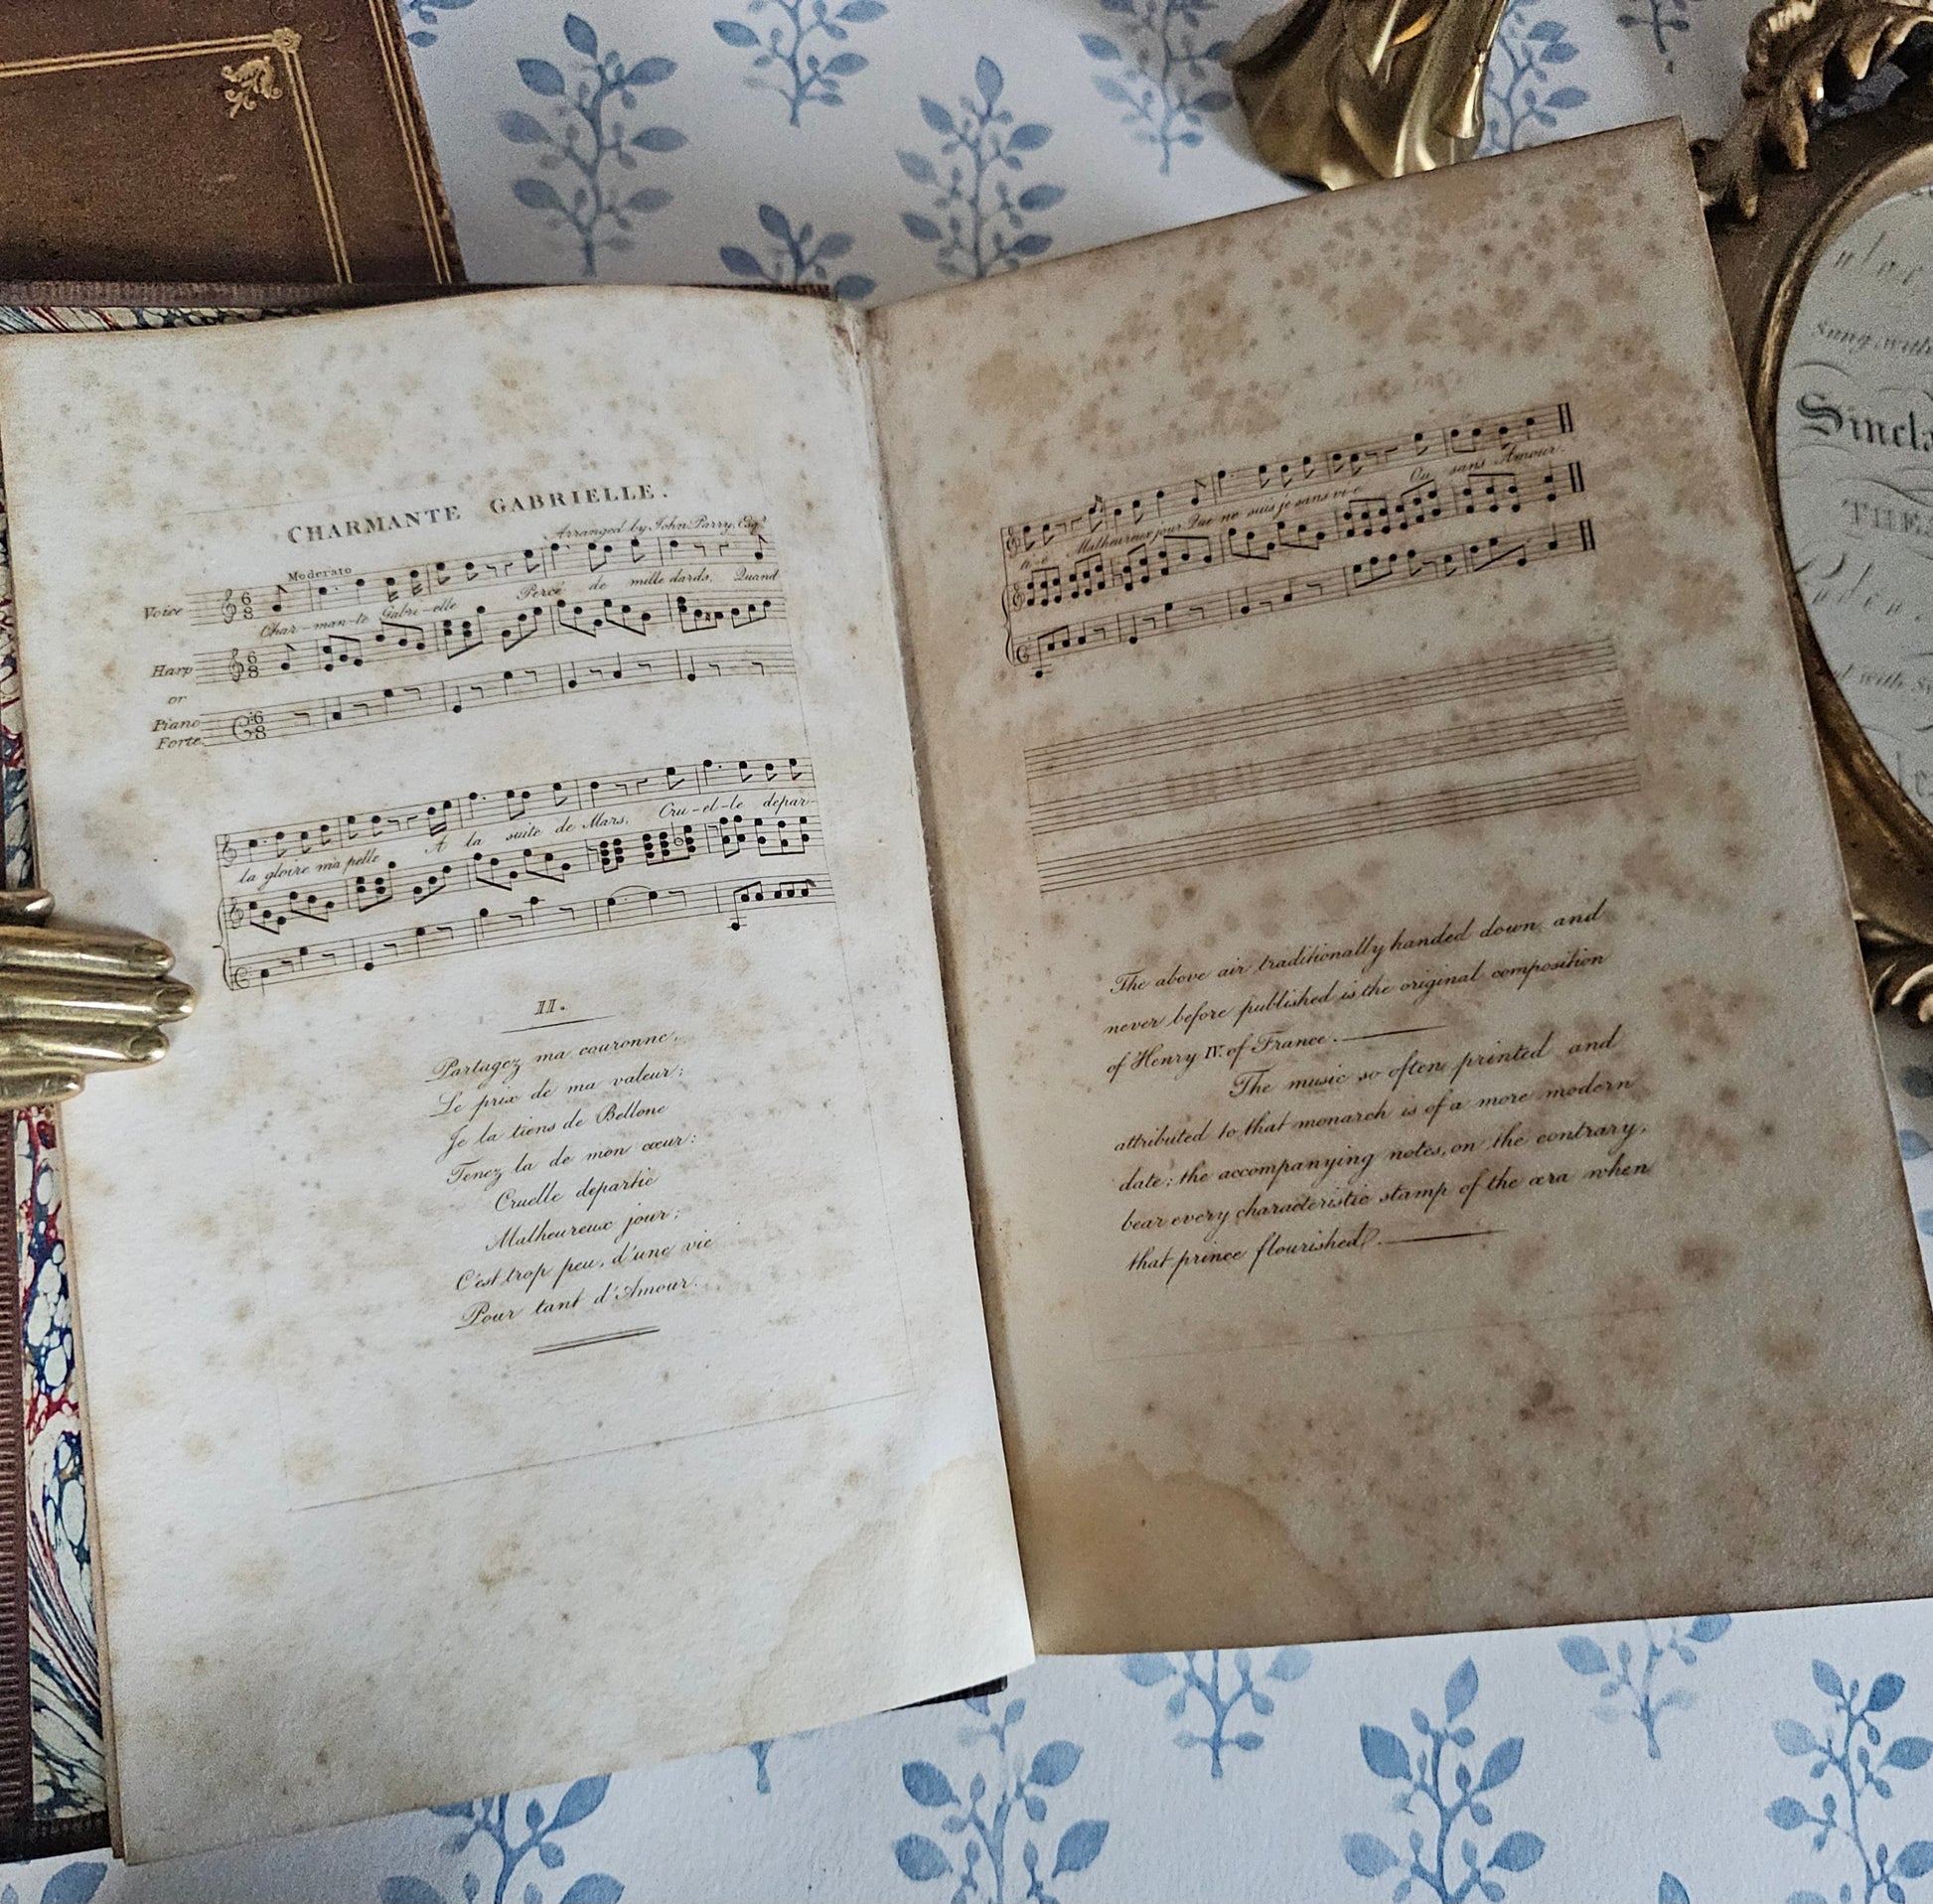 CHARMANTE GABRIELLE.
Arranged by John Parry, Esqr.
Moderato
Voice
Char-man-te Gabri-elle Percé de mille dards, Quand
Harp
or
Piano
Forte
la gloire m'a pelle A la suite de Mars, Cru-el-le depar-
II.
Partagez ma couronne,
Le prix de ma valeur;
Je la tiens de Bellone
Tenez la de mon cœur:
Cruelle departie
Malheureux jour;
C'est trop peu, d'une vie
Pour tant d'Amour.
ti-e Malheureux jour Que ne suis je sans vi-e Ou sans Amour.
The above air traditionally handed down, and
never before published is the original composition
of Henry IV. of France.
The music so often printed and
attributed to that monarch is of a more modern
date; the accompanying notes, on the contrary,
bear every characteristic stamp of the æra when
that prince flourished.
Sung with
Sincla
THE